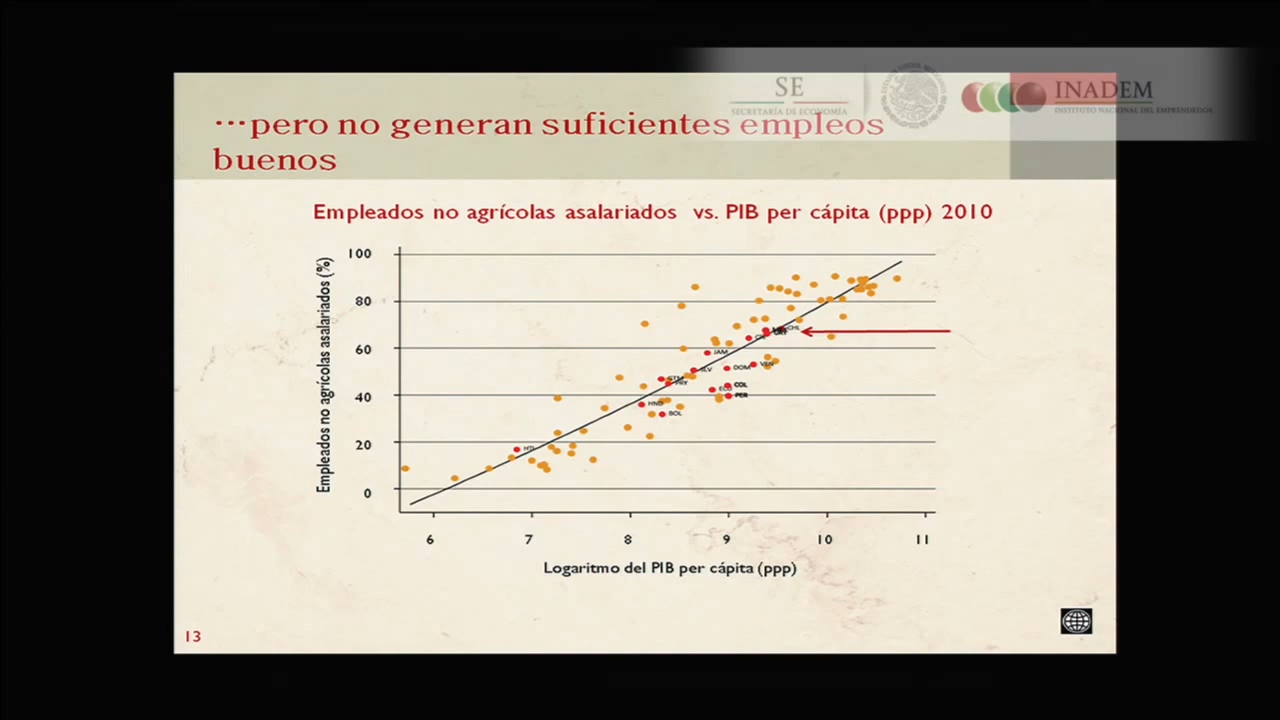 SE
SECRETARÍA DE ECONOMÍA
INADEM
INSTITUTO NACIONAL DEL EMPRENDEDOR
...pero no generan suficientes empleos
buenos
Empleados no agrícolas asalariados vs. PIB per cápita (ppp) 2010
Empleados no agrícolas asalariados (%)
100
80
60
40
20
0
CHL
JAM
VEN
DOM
SLV
PRY
COL
ECU
PER
HND
BOL
HTI
6 7 8 9 10 11
Logaritmo del PIB per cápita (ppp)
13